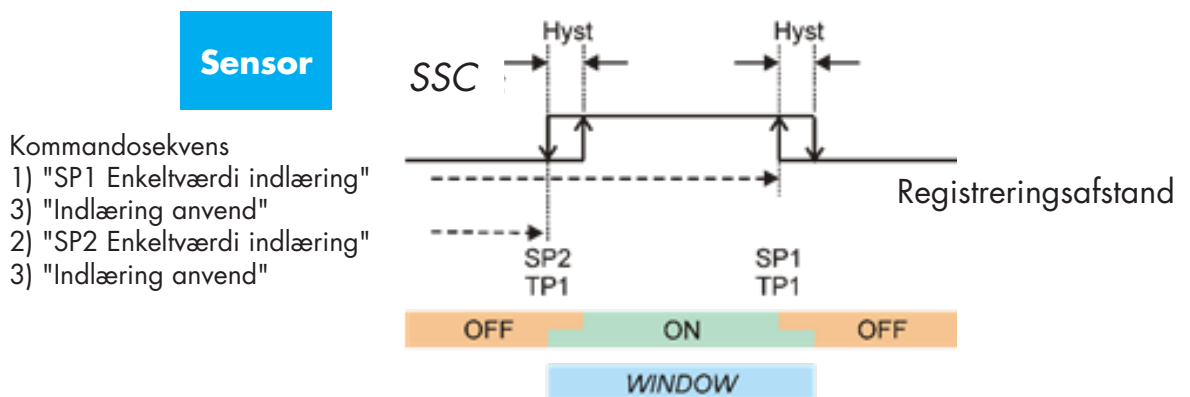 Sensor
Hyst
Hyst
SSC
Kommandosekvens
1) "SP1 Enkeltværdi indlæring"
3) "Indlæring anvend"
2) "SP2 Enkeltværdi indlæring"
3) "Indlæring anvend"
Registreringsafstand
SP2
TP1
SP1
TP1
OFF
ON
OFF
WINDOW